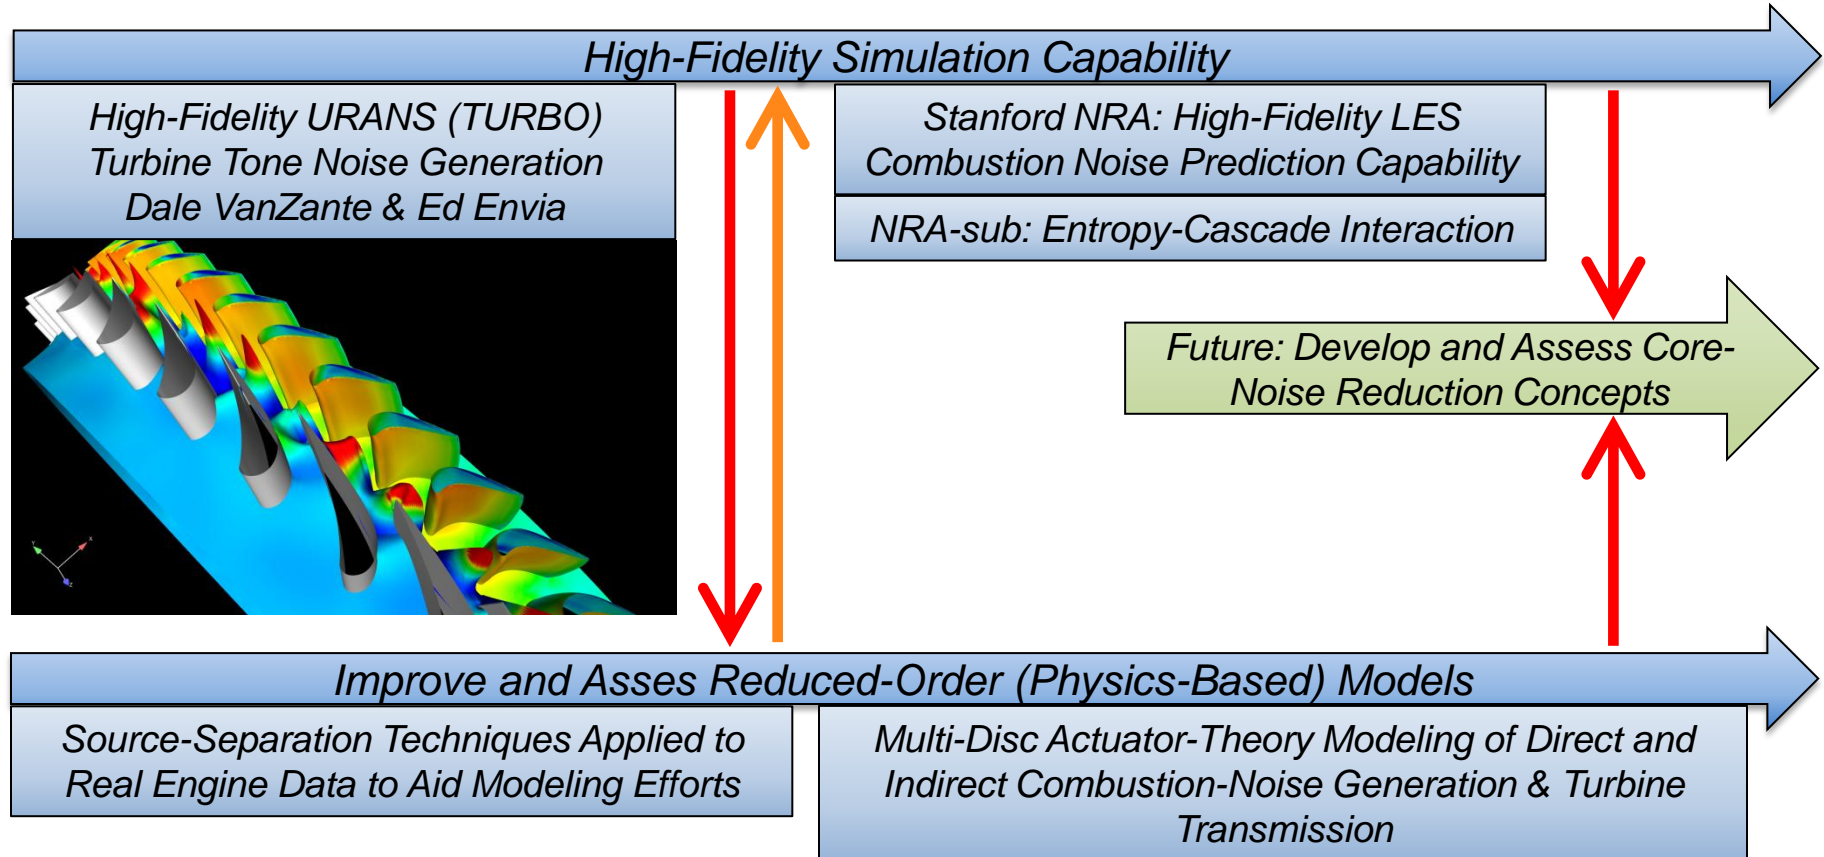 High-Fidelity Simulation Capability
High-Fidelity URANS (TURBO)
Turbine Tone Noise Generation
Dale VanZante & Ed Envia
Stanford NRA: High-Fidelity LES
Combustion Noise Prediction Capability
NRA-sub: Entropy-Cascade Interaction
Future: Develop and Assess Core-
Noise Reduction Concepts
Y
X
Z
Improve and Asses Reduced-Order (Physics-Based) Models
Source-Separation Techniques Applied to
Real Engine Data to Aid Modeling Efforts
Multi-Disc Actuator-Theory Modeling of Direct and
Indirect Combustion-Noise Generation & Turbine
Transmission